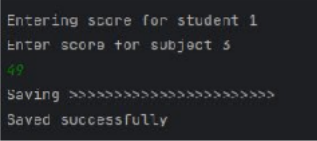 Entering score for student 1
Enter score for subject 3
49
Saving >>>>>>>>>>>>>>>>>>>>>>>
Saved successfully